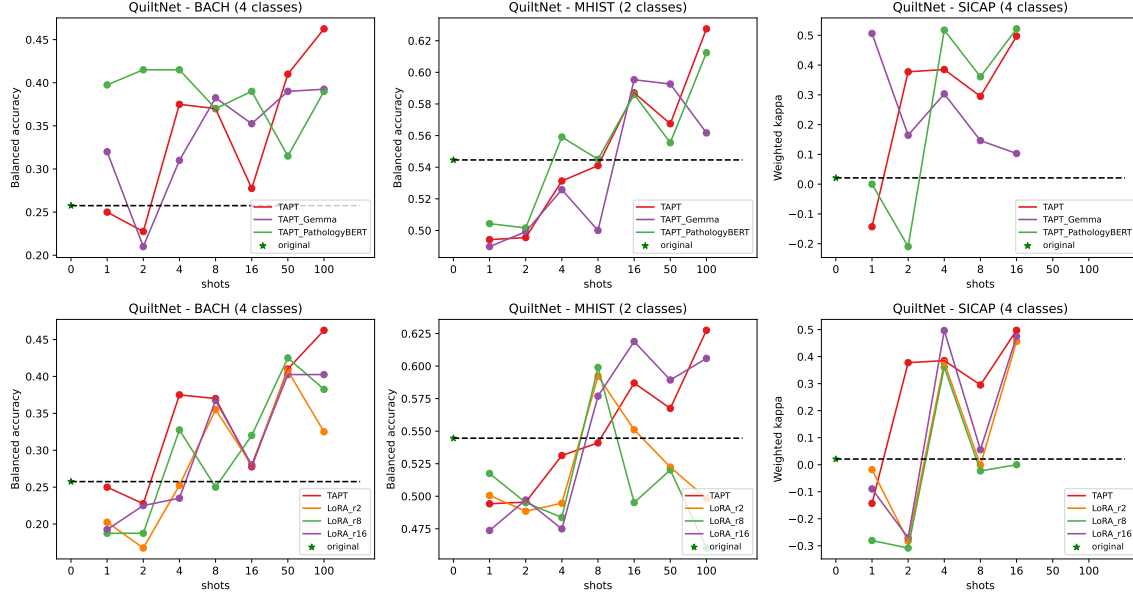 QuiltNet - BACH (4 classes)
Balanced accuracy
0.45
0.40
0.35
0.30
0.25
0.20
0
1
2
4
8
16
50
100
shots
TAPT
TAPT_Gemma
TAPT_PathologyBERT
original
QuiltNet - MHIST (2 classes)
Balanced accuracy
0.62
0.60
0.58
0.56
0.54
0.52
0.50
0
1
2
4
8
16
50
100
shots
TAPT
TAPT_Gemma
TAPT_PathologyBERT
original
QuiltNet - SICAP (4 classes)
Weighted kappa
0.5
0.4
0.3
0.2
0.1
0.0
−0.1
−0.2
0
1
2
4
8
16
50
100
shots
TAPT
TAPT_Gemma
TAPT_PathologyBERT
original
QuiltNet - BACH (4 classes)
Balanced accuracy
0.45
0.40
0.35
0.30
0.25
0.20
0
1
2
4
8
16
50
100
shots
TAPT
LoRA_r2
LoRA_r8
LoRA_r16
original
QuiltNet - MHIST (2 classes)
Balanced accuracy
0.625
0.600
0.575
0.550
0.525
0.500
0.475
0
1
2
4
8
16
50
100
shots
TAPT
LoRA_r2
LoRA_r8
LoRA_r16
original
QuiltNet - SICAP (4 classes)
Weighted kappa
0.5
0.4
0.3
0.2
0.1
0.0
−0.1
−0.2
−0.3
0
1
2
4
8
16
50
100
shots
TAPT
LoRA_r2
LoRA_r8
LoRA_r16
original